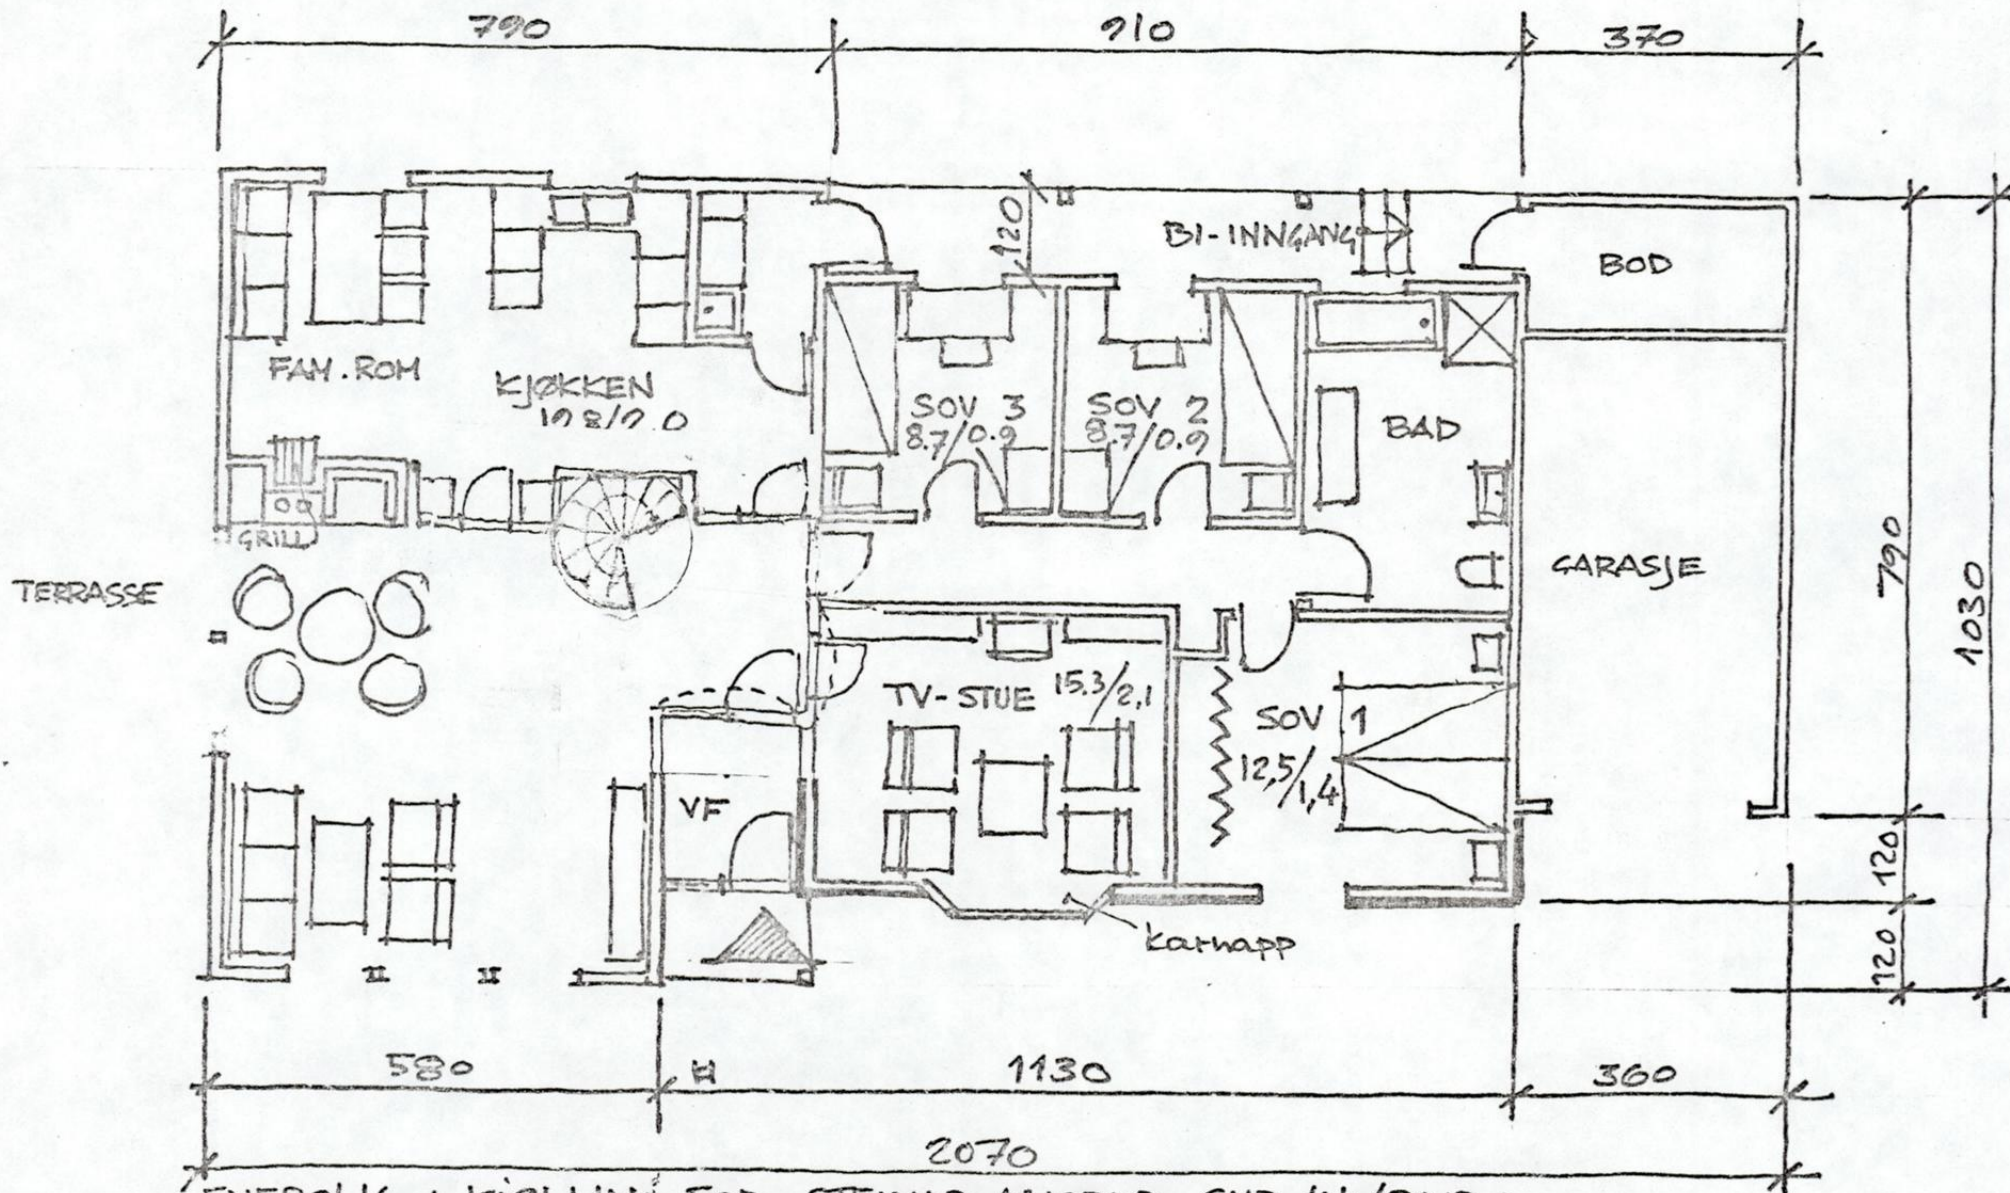 790 910 370
120
BI-INNGANG
BOD
FAM. ROM
KJØKKEN
SOV 3
8.7/0.9
SOV 2
8.7/0.9
BAD
GRILL
TERRASSE
GARASJE
790
1030
TV-STUE 15.3/2,1
SOV 1
12,5/1,4
VF
120
karnapp
120
580 1130 360
2070